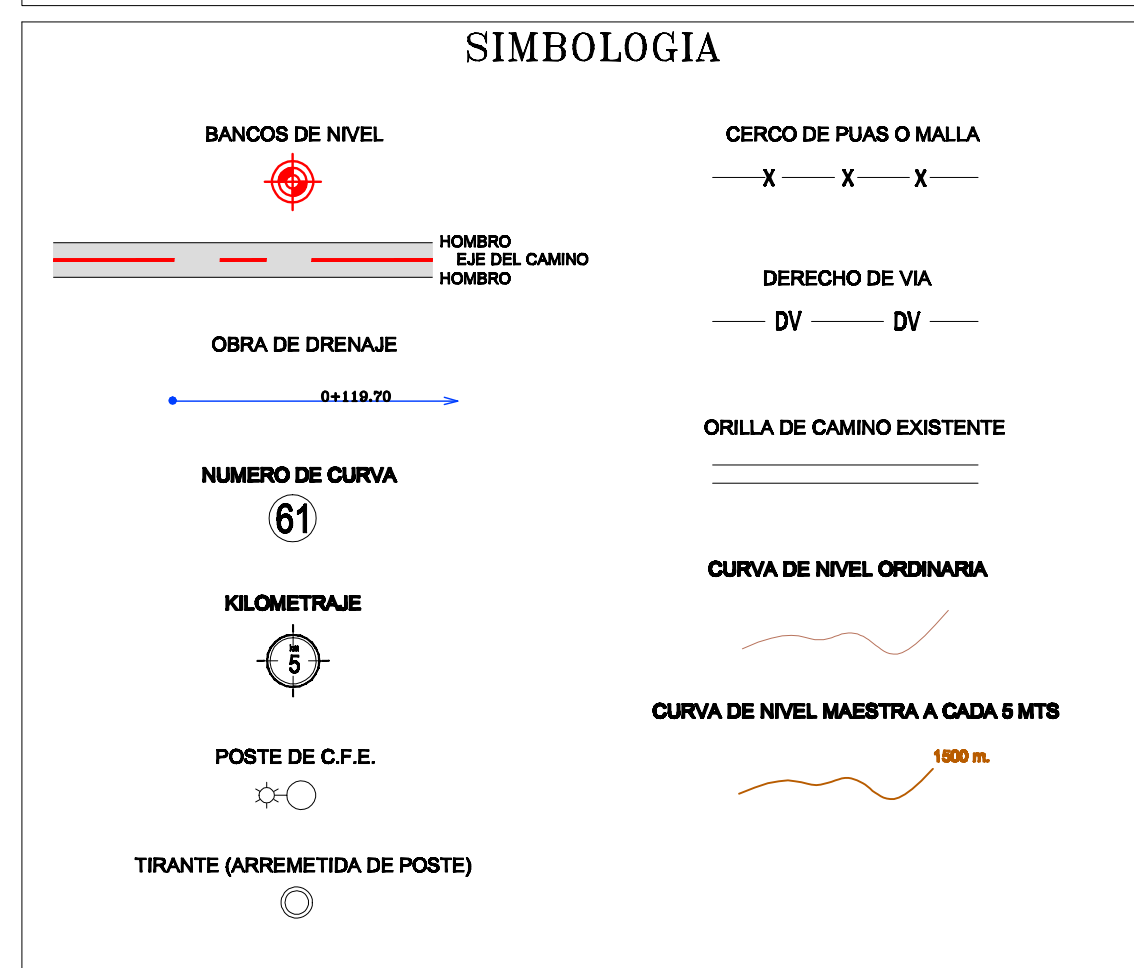 SIMBOLOGIA
BANCOS DE NIVEL
HOMBRO
EJE DEL CAMINO
HOMBRO
OBRA DE DRENAJE
0+119.70
NUMERO DE CURVA
61
KILOMETRAJE
km
5
POSTE DE C.F.E.
TIRANTE (ARREMETIDA DE POSTE)
CERCO DE PUAS O MALLA
X X X
DERECHO DE VIA
DV DV
ORILLA DE CAMINO EXISTENTE
CURVA DE NIVEL ORDINARIA
CURVA DE NIVEL MAESTRA A CADA 5 MTS
1500 m.